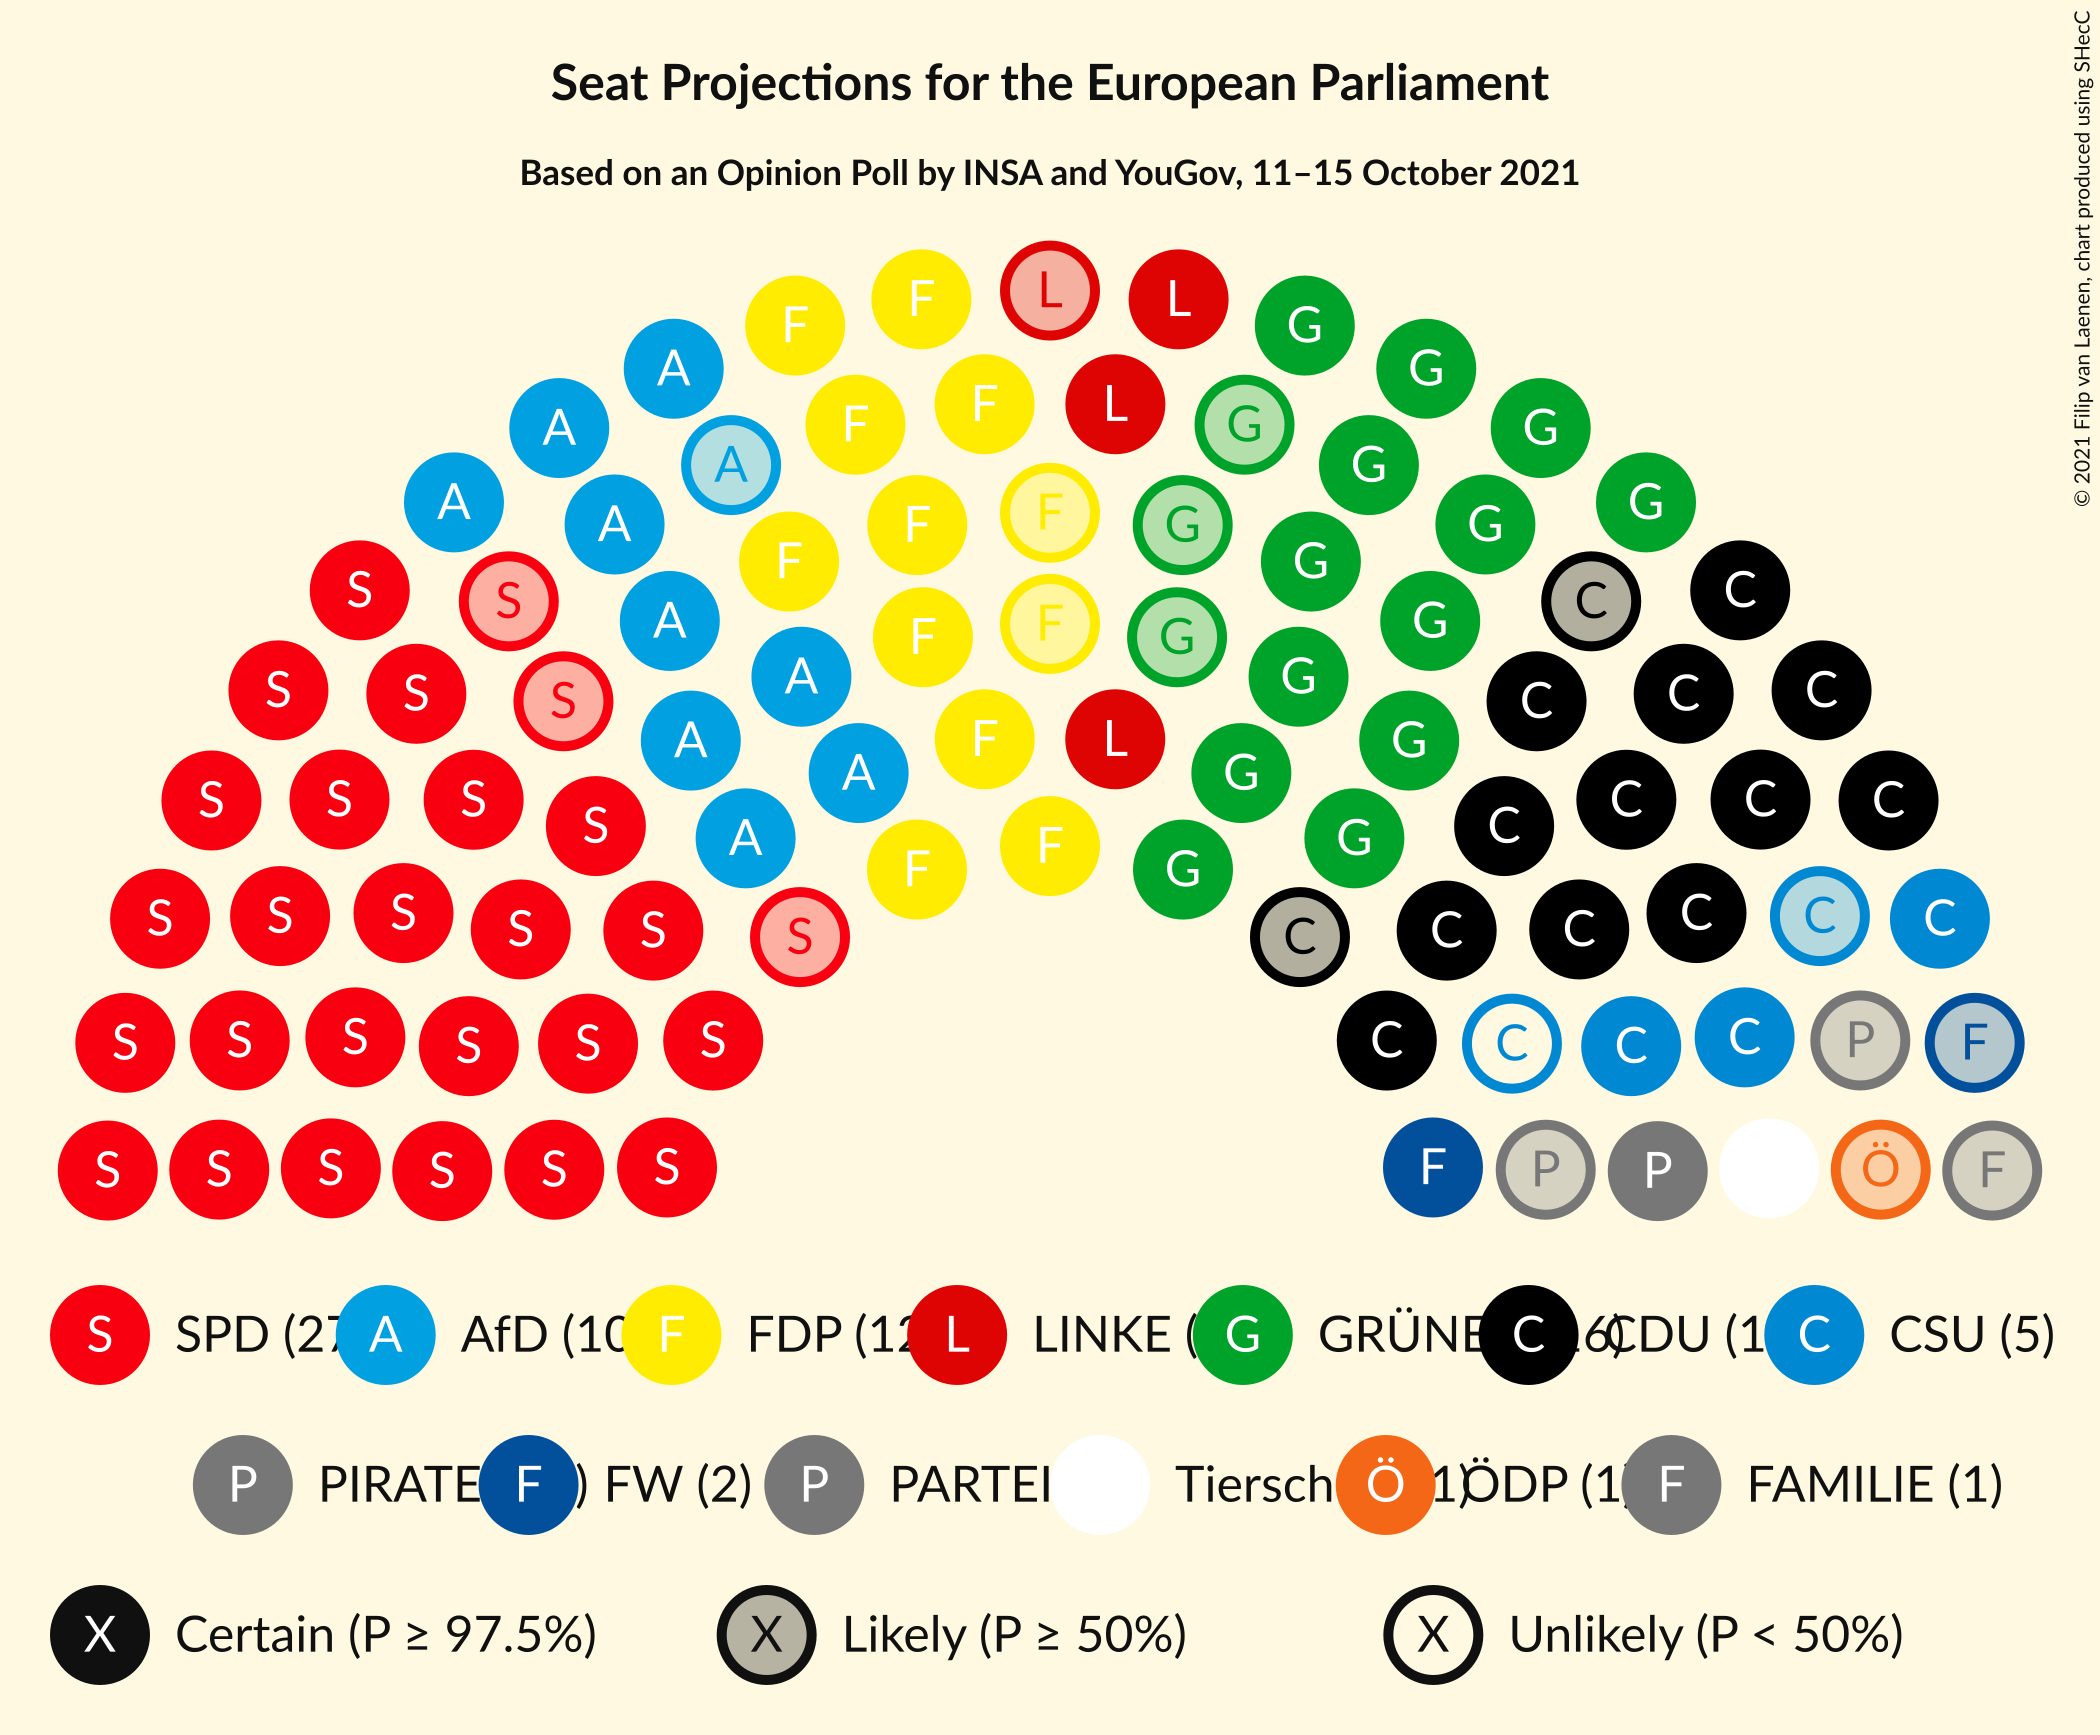 © 2021 Filip van Laenen, chart produced using SHecC
Seat Projections for the European Parliament
Based on an Opinion Poll by INSA and YouGov, 11–15 October 2021
F F L L G
A G
A F F L G G
A G
A A F F G G G
F G
S S A F F G G C C
S S S A G C C C
A F L G
S S S A G C C C
S A F G C
F G
S S S S S S C C C C C C
S S S S S S C C C C P F
S S S S S S F P P Ö F
S SPD (27 A AfD (10 F FDP (12 L LINKE ( G GRÜNE C 6) CDU (1 C CSU (5)
P PIRATE F ) FW (2) P PARTEI Tiersch Ö 1) ÖDP (1) F FAMILIE (1)
X Certain (P ≥ 97.5%) X Likely (P ≥ 50%) X Unlikely (P < 50%)